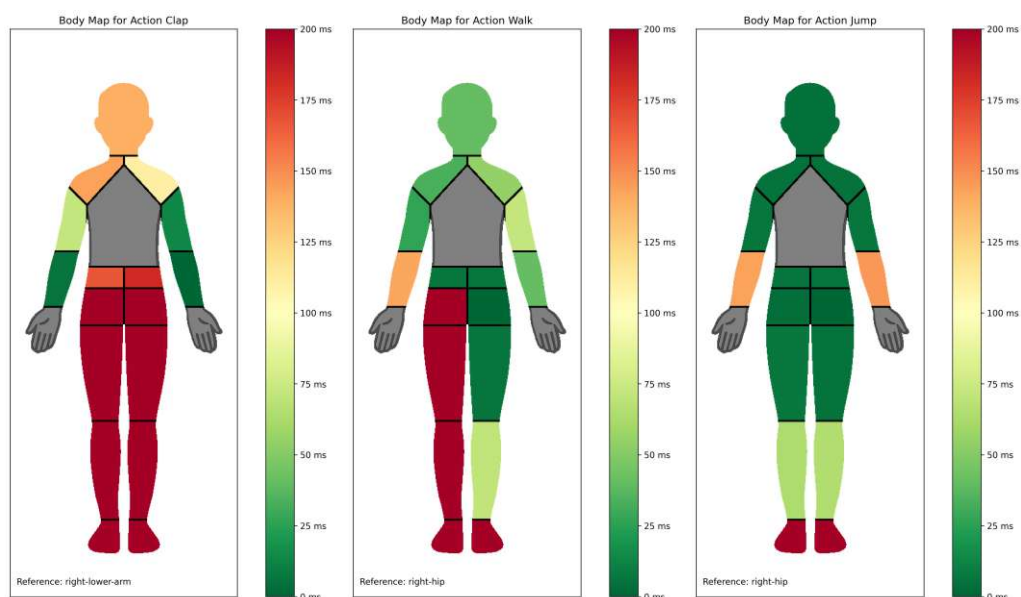 Body Map for Action Clap
200 ms
175 ms
150 ms
125 ms
100 ms
75 ms
50 ms
25 ms
0 ms
Reference: right-lower-arm
Body Map for Action Walk
200 ms
175 ms
150 ms
125 ms
100 ms
75 ms
50 ms
25 ms
0 ms
Reference: right-hip
Body Map for Action Jump
200 ms
175 ms
150 ms
125 ms
100 ms
75 ms
50 ms
25 ms
0 ms
Reference: right-hip